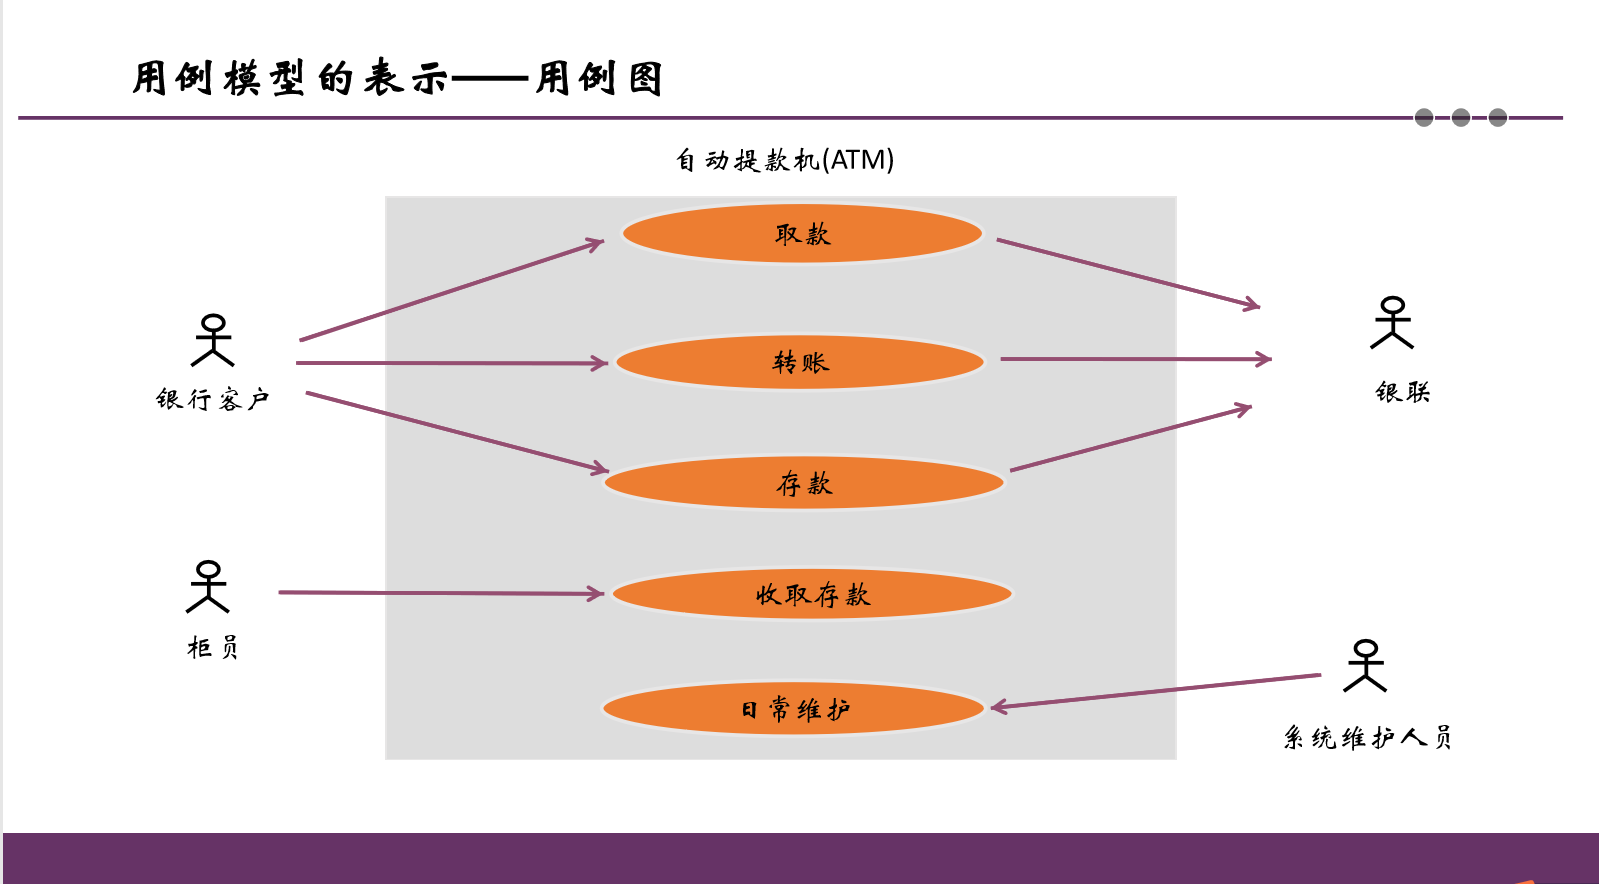 用例模型的表示——用例图
自动提款机(ATM)
取款
转账
银行客户
银联
存款
收取存款
柜员
日常维护
系统维护人员